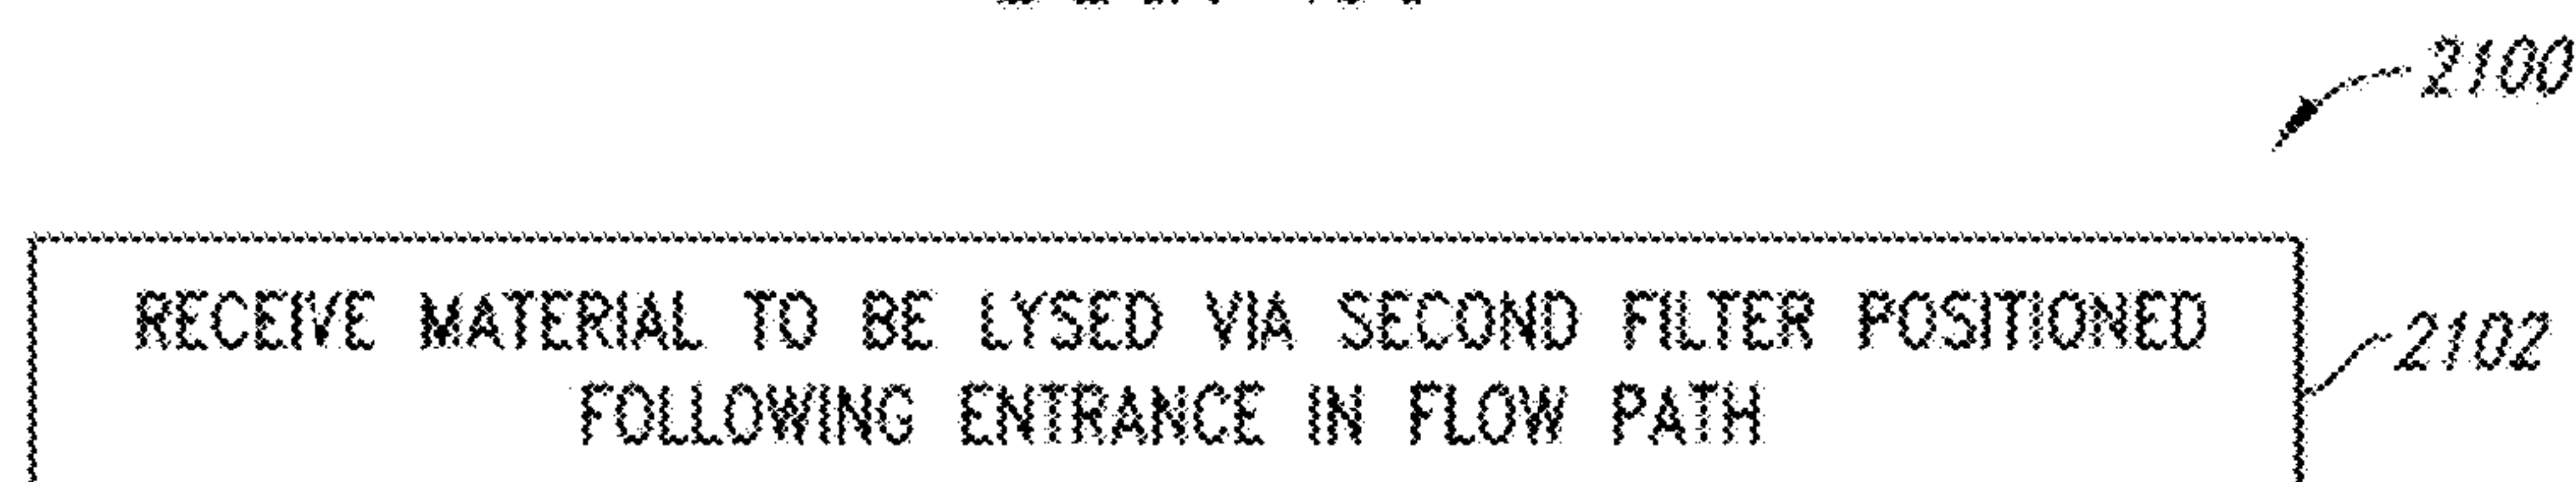 2100
RECEIVE MATERIAL TO BE LYSED VIA SECOND FILTER POSITIONED
FOLLOWING ENTRANCE IN FLOW PATH
2102